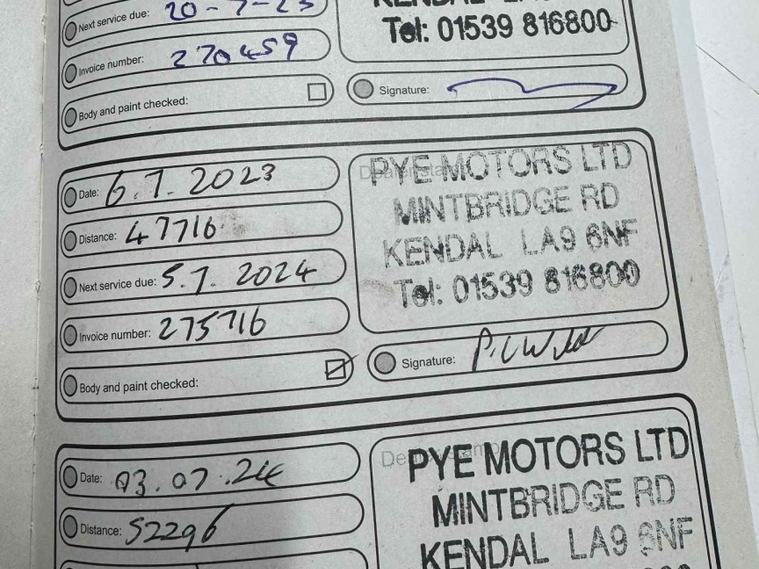 Next service due: 20-7-23
Invoice number: 270459
Body and paint checked:
Tel: 01539 816800
Signature:
Date: 6.7.2023
Distance: 47716
Next service due: 5.7.2024
Invoice number: 275716
Body and paint checked:
PYE MOTORS LTD
MINTBRIDGE RD
KENDAL LA9 6NF
Tel: 01539 816800
Signature:
Date: 03.07.24
Distance: 52296
PYE MOTORS LTD
MINTBRIDGE RD
KENDAL LA9 6NF